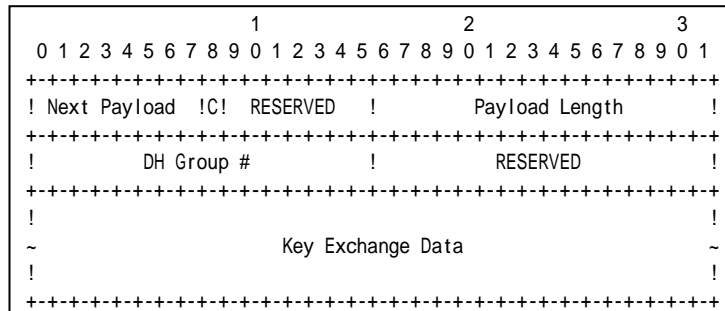 1                   2                   3
 0 1 2 3 4 5 6 7 8 9 0 1 2 3 4 5 6 7 8 9 0 1 2 3 4 5 6 7 8 9 0 1
+-+-+-+-+-+-+-+-+-+-+-+-+-+-+-+-+-+-+-+-+-+-+-+-+-+-+-+-+-+-+-+-+
! Next Payload  !C!  RESERVED   !         Payload Length        !
+-+-+-+-+-+-+-+-+-+-+-+-+-+-+-+-+-+-+-+-+-+-+-+-+-+-+-+-+-+-+-+-+
!          DH Group #           !           RESERVED            !
+-+-+-+-+-+-+-+-+-+-+-+-+-+-+-+-+-+-+-+-+-+-+-+-+-+-+-+-+-+-+-+-+
!                                                               !
~                       Key Exchange Data                       ~
!                                                               !
+-+-+-+-+-+-+-+-+-+-+-+-+-+-+-+-+-+-+-+-+-+-+-+-+-+-+-+-+-+-+-+-+